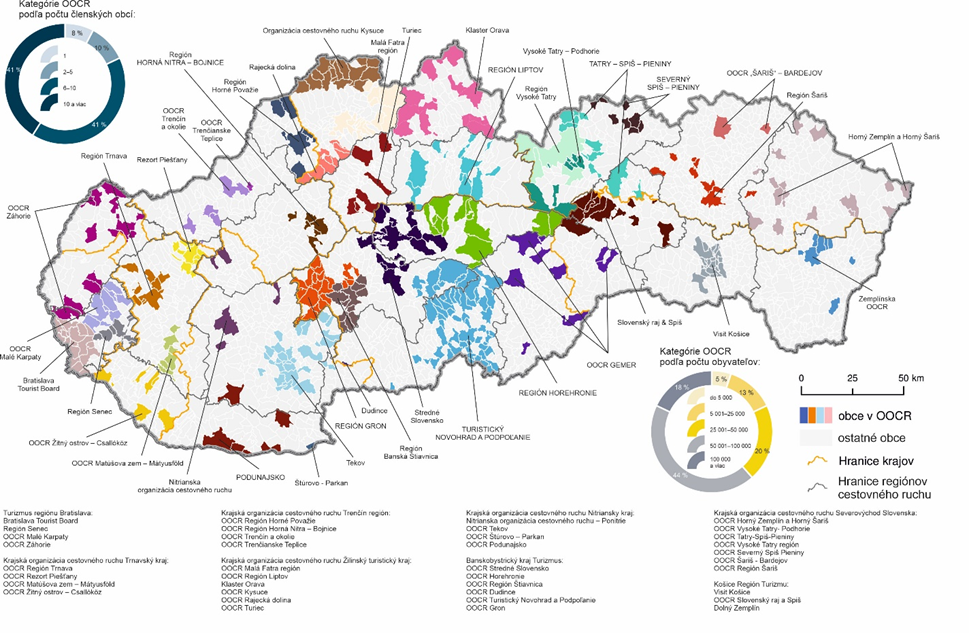 Kategórie OOCR
podľa počtu členských obcí:
8 %
10 %
41 %
41 %
1
2–5
6–10
10 a viac
Organizácia cestovného ruchu Kysuce
Turiec
Malá Fatra
región
Klaster Orava
Región
HORNÁ NITRA – BOJNICE
Rajecká dolina
Región
Horné Považie
REGIÓN LIPTOV
Vysoké Tatry - Podhorie
Región
Vysoké Tatry
TATRY – SPIŠ – PIENINY
SEVERNÝ
SPIŠ – PIENINY
OOCR „ŠARIŠ" – BARDEJOV
Región Šariš
Horný Zemplín a Horný Šariš
OOCR
Trenčín
a okolie
OOCR
Trenčianske
Teplice
Región Trnava
Rezort Piešťany
OOCR
Záhorie
OOCR
Malé Karpaty
Bratislava
Tourist Board
Región Senec
OOCR Žitný ostrov – Csallóköz
OOCR Matúšova zem – Mátyusföld
Nitrianska
organizácia cestovného ruchu
PODUNAJSKO
Štúrovo - Parkan
Tekov
REGIÓN GRON
Dudince
Región
Banská Štiavnica
Stredné
Slovensko
TURISTICKÝ
NOVOHRAD A PODPOĽANIE
REGIÓN HOREHRONIE
OOCR GEMER
Slovenský raj & Spiš
Visit Košice
Zemplínska
OOCR
Kategórie OOCR
podľa počtu obyvateľov:
5 %
13 %
20 %
44 %
18 %
do 5 000
5 001–25 000
25 001–50 000
50 001–100 000
100 000
a viac
0 25 50 km
obce v OOCR
ostatné obce
Hranice krajov
Hranice regiónov
cestovného ruchu
Turizmus regiónu Bratislava:
Bratislava Tourist Board
Región Senec
OOCR Malé Karpaty
OOCR Záhorie
Krajská organizácia cestovného ruchu Trnavský kraj:
OOCR Región Trnava
OOCR Rezort Piešťany
OOCR Matúšova zem – Mátyusföld
OOCR Žitný ostrov – Csallóköz
Krajská organizácia cestovného ruchu Trenčín región:
OOCR Región Horné Považie
OOCR Región Horná Nitra – Bojnice
OOCR Trenčín a okolie
OOCR Trenčianske Teplice
Krajská organizácia cestovného ruchu Žilinský turistický kraj:
OOCR Malá Fatra región
OOCR Región Liptov
Klaster Orava
OOCR Kysuce
OOCR Rajecká dolina
OOCR Turiec
Krajská organizácia cestovného ruchu Nitriansky kraj:
Nitrianska organizácia cestovného ruchu – Ponitrie
OOCR Tekov
OOCR Štúrovo – Parkan
OOCR Podunajsko
Banskobystrický kraj Turizmus:
OOCR Stredné Slovensko
OOCR Horehronie
OOCR Región Štiavnica
OOCR Dudince
OOCR Turistický Novohrad a Podpoľanie
OOCR Gron
Krajská organizácia cestovného ruchu Severovýchod Slovenska:
OOCR Horný Zemplín a Horný Šariš
OOCR Vysoké Tatry- Podhorie
OOCR Tatry-Spiš-Pieniny
OOCR Vysoké Tatry región
OOCR Severný Spiš Pieniny
OOCR Šariš - Bardejov
OOCR Región Šariš
Košice Región Turizmu:
Visit Košice
OOCR Slovenský raj a Spiš
Dolný Zemplín